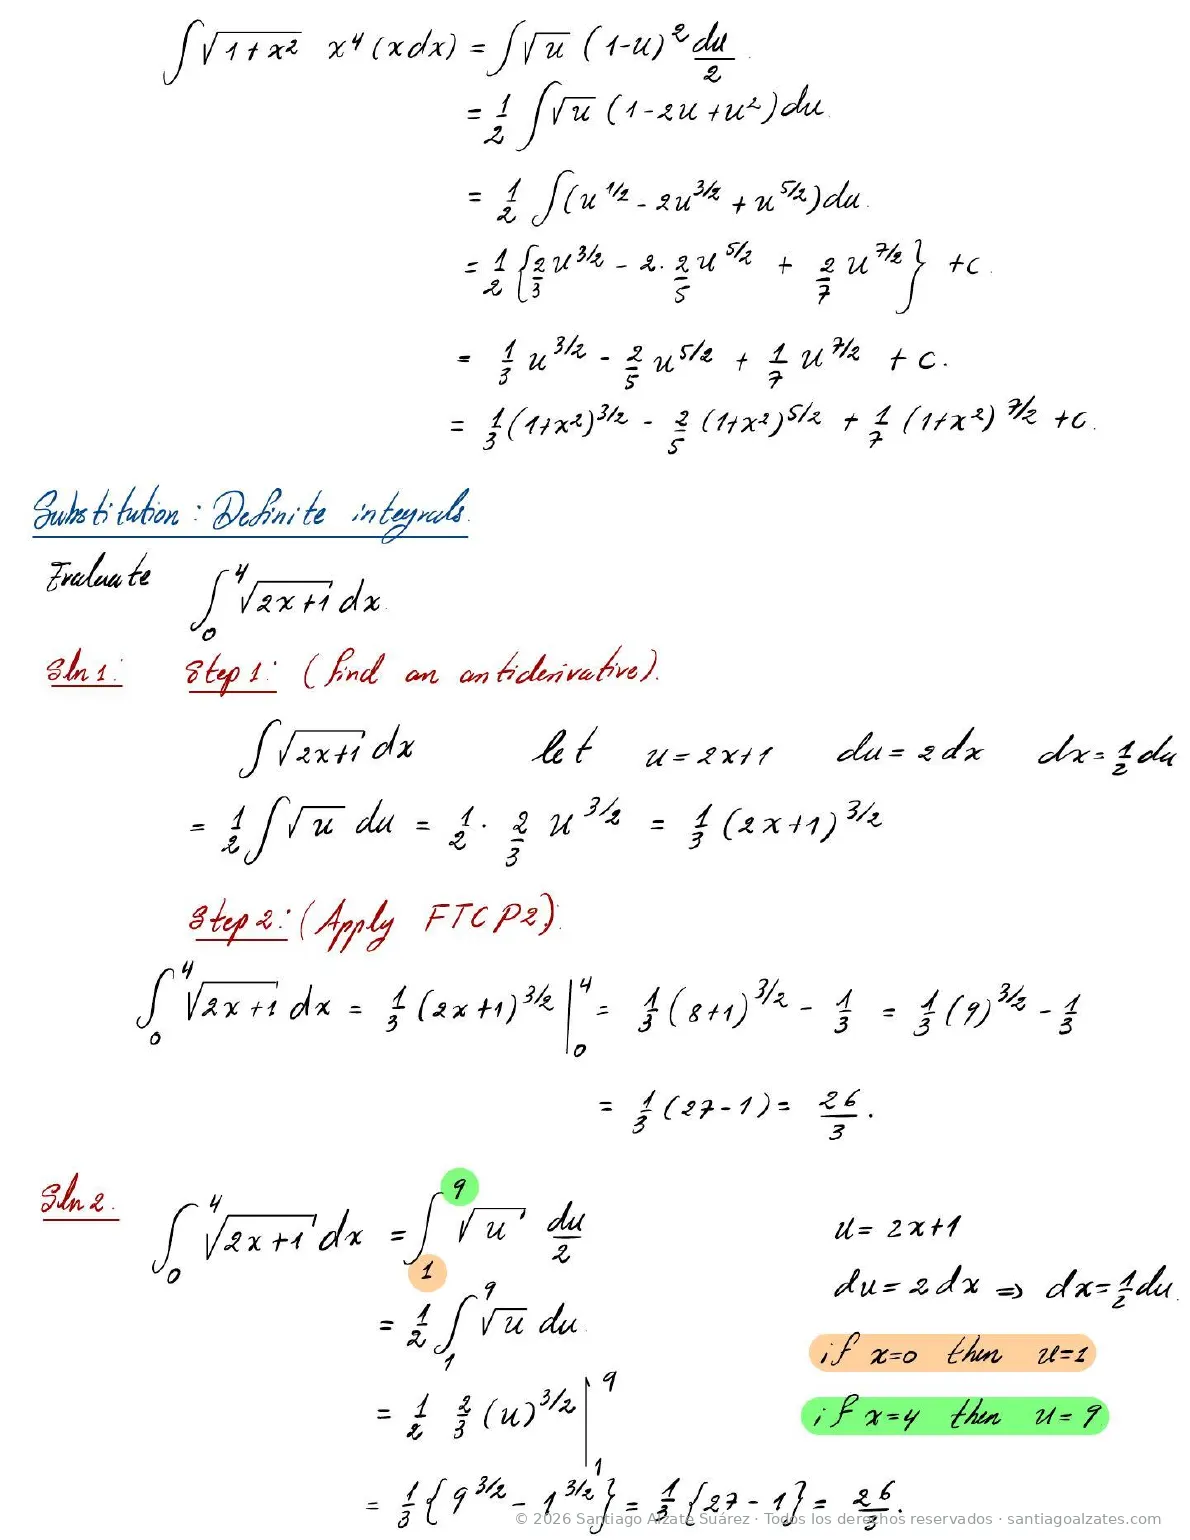 ∫√(1+x²) x⁴(xdx) = ∫√u (1-u)² du/2
= 1/2 ∫√u (1-2u+u²)du.
= 1/2 ∫(u^(1/2) - 2u^(3/2) + u^(5/2))du.
= 1/2 {2/3 u^(3/2) - 2·2/5 u^(5/2) + 2/7 u^(7/2)} + c.
= 1/3 u^(3/2) - 2/5 u^(5/2) + 1/7 u^(7/2) + c.
= 1/3 (1+x²)^(3/2) - 2/5 (1+x²)^(5/2) + 1/7 (1+x²)^(7/2) + c.
Substitution: Definite integrals.
Evaluate ∫₀⁴ √(2x+1) dx.
Sln 1: Step 1: (find an antiderivative).
∫√(2x+1) dx let u=2x+1 du=2dx dx=1/2 du
= 1/2 ∫√u du = 1/2 · 2/3 u^(3/2) = 1/3 (2x+1)^(3/2)
Step 2: (Apply FTCP2).
∫₀⁴ √(2x+1) dx = 1/3 (2x+1)^(3/2) |₀⁴ = 1/3 (8+1)^(3/2) - 1/3 = 1/3 (9)^(3/2) - 1/3
= 1/3 (27-1) = 26/3.
Sln 2. ∫₀⁴ √(2x+1) dx = ∫₁⁹ √u du/2 u=2x+1
du=2dx ⇒ dx=1/2 du.
= 1/2 ∫₁⁹ √u du.
if x=0 then u=1
= 1/2 2/3 (u)^(3/2) |₁⁹
if x=4 then u=9
= 1/3 {9^(3/2) - 1^(3/2)} = 1/3 {27-1} = 26/3.
© 2026 Santiago Alzate Suárez · Todos los derechos reservados · santiagoalzates.com